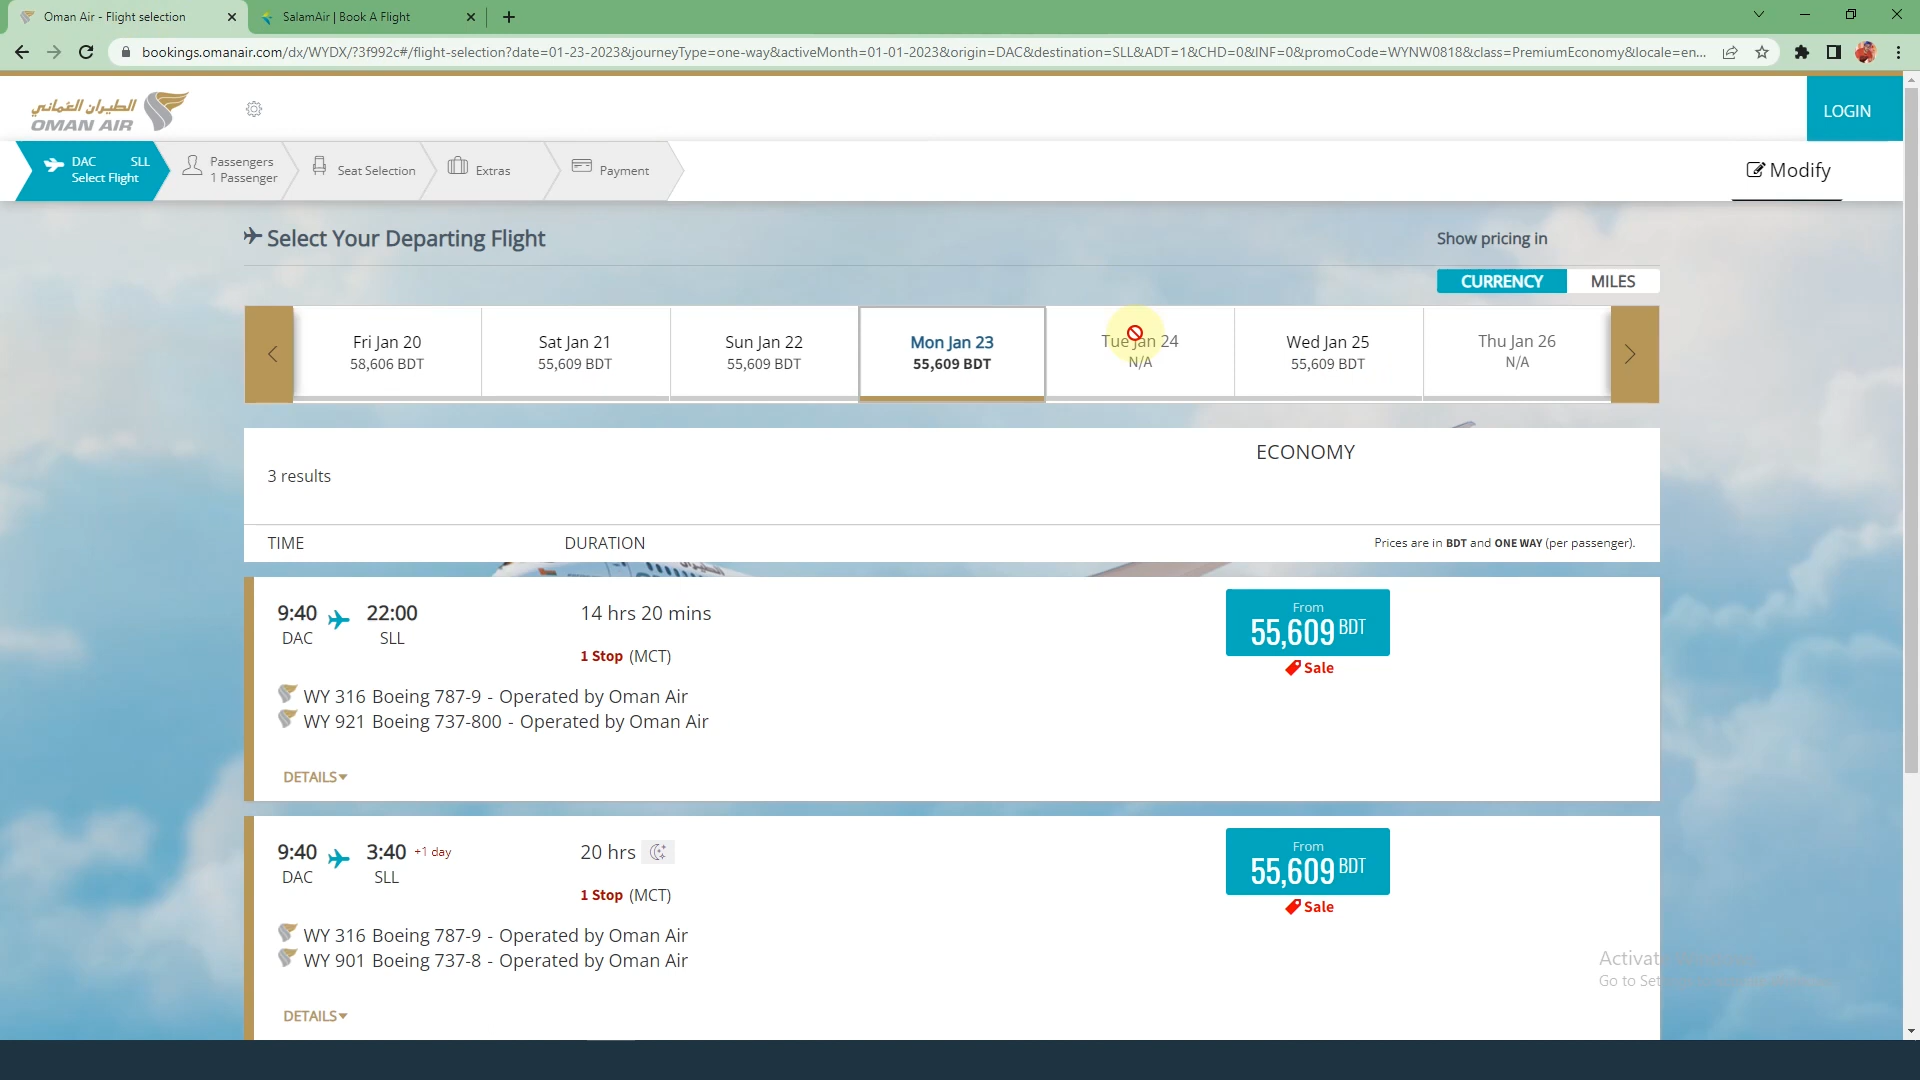 Oman Air - Flight selection
SalamAir | Book A Flight
bookings.omanair.com/dx/WYDX/?3f992c#/flight-selection?date=01-23-2023&journeyType=one-way&activeMonth=01-01-2023&origin=DAC&destination=SLL&ADT=1&CHD=0&INF=0&promoCode=WYNW0818&class=PremiumEconomy&locale=en...
الطيران العماني
OMAN AIR
LOGIN
DAC SLL
Select Flight
Passengers
1 Passenger
Seat Selection
Extras
Payment
Modify
Select Your Departing Flight
Show pricing in
CURRENCY MILES
Fri Jan 20
58,606 BDT
Sat Jan 21
55,609 BDT
Sun Jan 22
55,609 BDT
Mon Jan 23
55,609 BDT
Tue Jan 24
N/A
Wed Jan 25
55,609 BDT
Thu Jan 26
N/A
ECONOMY
3 results
TIME DURATION Prices are in BDT and ONE WAY (per passenger).
9:40 22:00 14 hrs 20 mins
DAC SLL
1 Stop (MCT)
From
55,609 BDT
Sale
WY 316 Boeing 787-9 - Operated by Oman Air
WY 921 Boeing 737-800 - Operated by Oman Air
DETAILS
9:40 3:40 +1 day 20 hrs
DAC SLL
1 Stop (MCT)
From
55,609 BDT
Sale
WY 316 Boeing 787-9 - Operated by Oman Air
WY 901 Boeing 737-8 - Operated by Oman Air
DETAILS
Activat
Go to Set